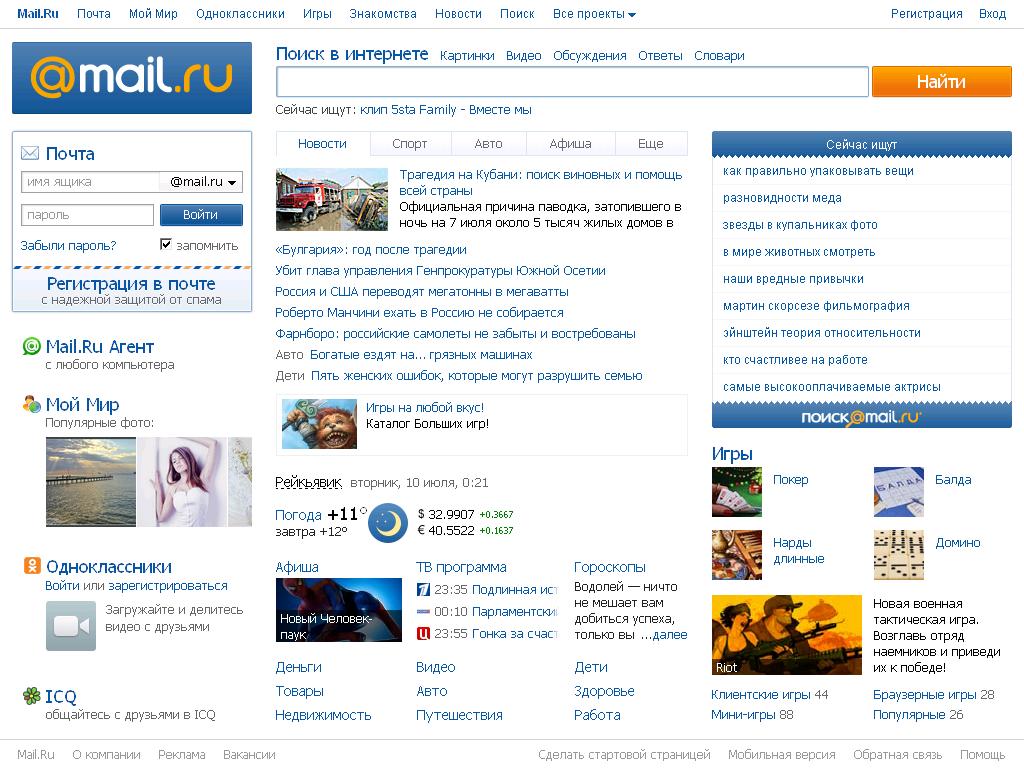 Mail.Ru Почта Мой Мир Одноклассники Игры Знакомства Новости Поиск Все проекты Регистрация Вход
@mail.ru
Поиск в интернете Картинки Видео Обсуждения Ответы Словари
Найти
Сейчас ищут: клип 5sta Family - Вместе мы
Почта
имя ящика @mail.ru
пароль Войти
Забыли пароль? запомнить
Регистрация в почте
с надежной защитой от спама
Mail.Ru Агент
с любого компьютера
Мой Мир
Популярные фото:
Одноклассники
Войти или зарегистрироваться
Загружайте и делитесь
видео с друзьями
ICQ
общайтесь с друзьями в ICQ
Новости Спорт Авто Афиша Еще
Трагедия на Кубани: поиск виновных и помощь
всей страны
Официальная причина паводка, затопившего в
ночь на 7 июля около 5 тысяч жилых домов в
«Булгария»: год после трагедии
Убит глава управления Генпрокуратуры Южной Осетии
Россия и США переводят мегатонны в мегаватты
Роберто Манчини ехать в Россию не собирается
Фарнборо: российские самолеты не забыты и востребованы
Авто Богатые ездят на... грязных машинах
Дети Пять женских ошибок, которые могут разрушить семью
Игры на любой вкус!
Каталог Больших игр!
Рейкьявик вторник, 10 июля, 0:21
Погода +11°
завтра +12°
$ 32.9907 +0.3667
€ 40.5522 +0.1637
Афиша
Новый Человек-
паук
ТВ программа
23:35 Подлинная ист
00:10 Парламентски
23:55 Гонка за счаст
Гороскопы
Водолей — ничто
не мешает вам
добиться успеха,
только вы ...далее
Деньги Видео Дети
Товары Авто Здоровье
Недвижимость Путешествия Работа
Сейчас ищут
как правильно упаковывать вещи
разновидности меда
звезды в купальниках фото
в мире животных смотреть
наши вредные привычки
мартин скорсезе фильмография
эйнштейн теория относительности
кто счастливее на работе
самые высокооплачиваемые актрисы
поиск@mail.ru
Игры
Покер
БАЛДА
Балда
Нарды
длинные
Домино
Riot
Новая военная
тактическая игра.
Возглавь отряд
наемников и приведи
их к победе!
Клиентские игры 44 Браузерные игры 28
Мини-игры 88 Популярные 26
Mail.Ru О компании Реклама Вакансии Сделать стартовой страницей Мобильная версия Обратная связь Помощь